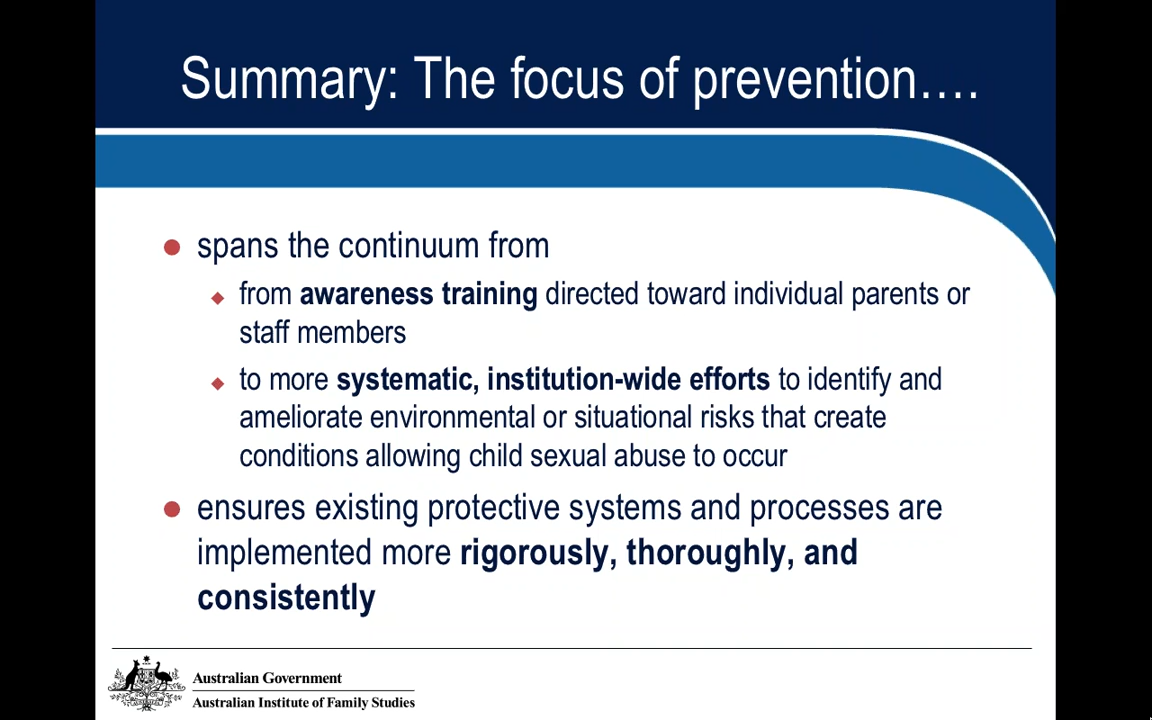 Summary: The focus of prevention….
spans the continuum from
from awareness training directed toward individual parents or
staff members
to more systematic, institution-wide efforts to identify and
ameliorate environmental or situational risks that create
conditions allowing child sexual abuse to occur
ensures existing protective systems and processes are
implemented more rigorously, thoroughly, and
consistently
Australian Government
Australian Institute of Family Studies